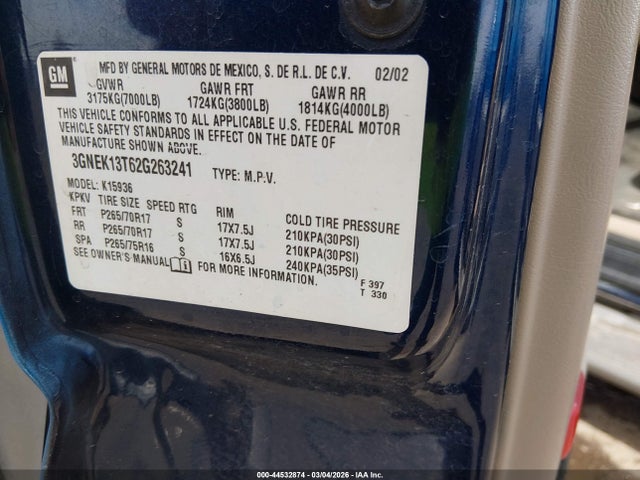 GM
MFD BY GENERAL MOTORS DE MEXICO, S. DE R.L. DE C.V. 02/02
GVWR GAWR FRT GAWR RR
3175KG(7000LB) 1724KG(3800LB) 1814KG(4000LB)
THIS VEHICLE CONFORMS TO ALL APPLICABLE U.S. FEDERAL MOTOR
VEHICLE SAFETY STANDARDS IN EFFECT ON THE DATE OF
MANUFACTURE SHOWN ABOVE.
3GNEK13T62G263241 TYPE: M.P.V.
MODEL: K15936
KPKV TIRE SIZE SPEED RTG RIM COLD TIRE PRESSURE
FRT P265/70R17 S 17X7.5J 210KPA(30PSI)
RR P265/70R17 S 17X7.5J 210KPA(30PSI)
SPA P265/75R16 S 16X6.5J 240KPA(35PSI)
SEE OWNER'S MANUAL FOR MORE INFORMATION.
F 397
T 330
000-44532874 | 03/04/2026 - IAA Inc.